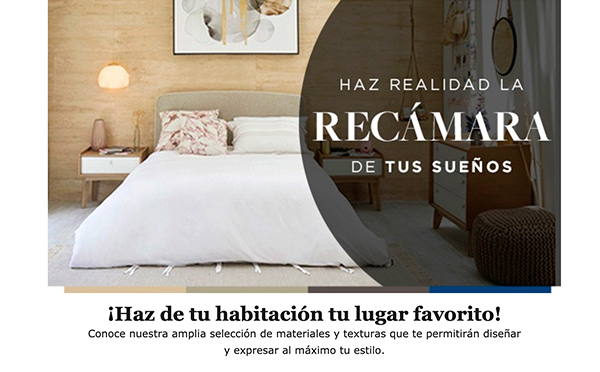 HAZ REALIDAD LA
RECÁMARA
DE TUS SUEÑOS
¡Haz de tu habitación tu lugar favorito!
Conoce nuestra amplia selección de materiales y texturas que te permitirán diseñar
y expresar al máximo tu estilo.